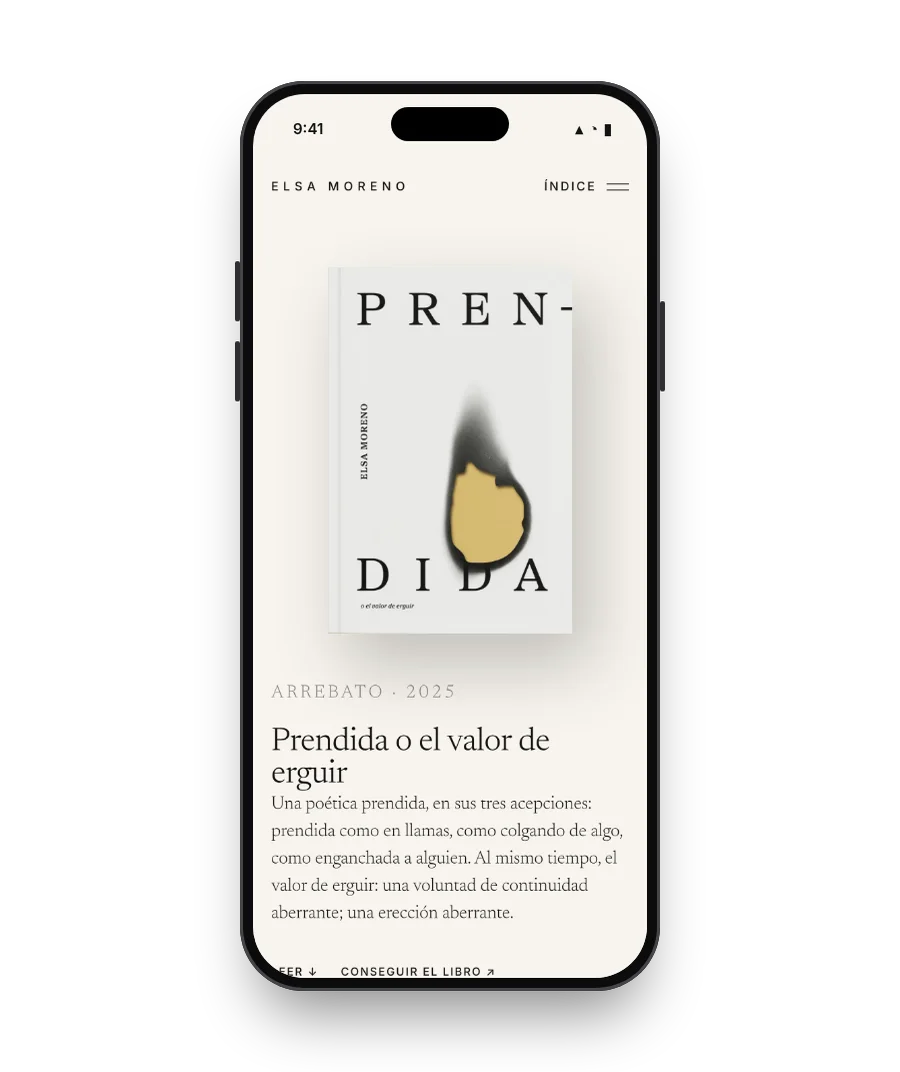 9:41
ELSA MORENO
ÍNDICE
PREN-
ELSA MORENO
DIDA
o el valor de erguir
ARREBATO · 2025
Prendida o el valor de
erguir
Una poética prendida, en sus tres acepciones:
prendida como en llamas, como colgando de algo,
como enganchada a alguien. Al mismo tiempo, el
valor de erguir: una voluntad de continuidad
aberrante; una erección aberrante.
EER ↓ CONSEGUIR EL LIBRO ↗